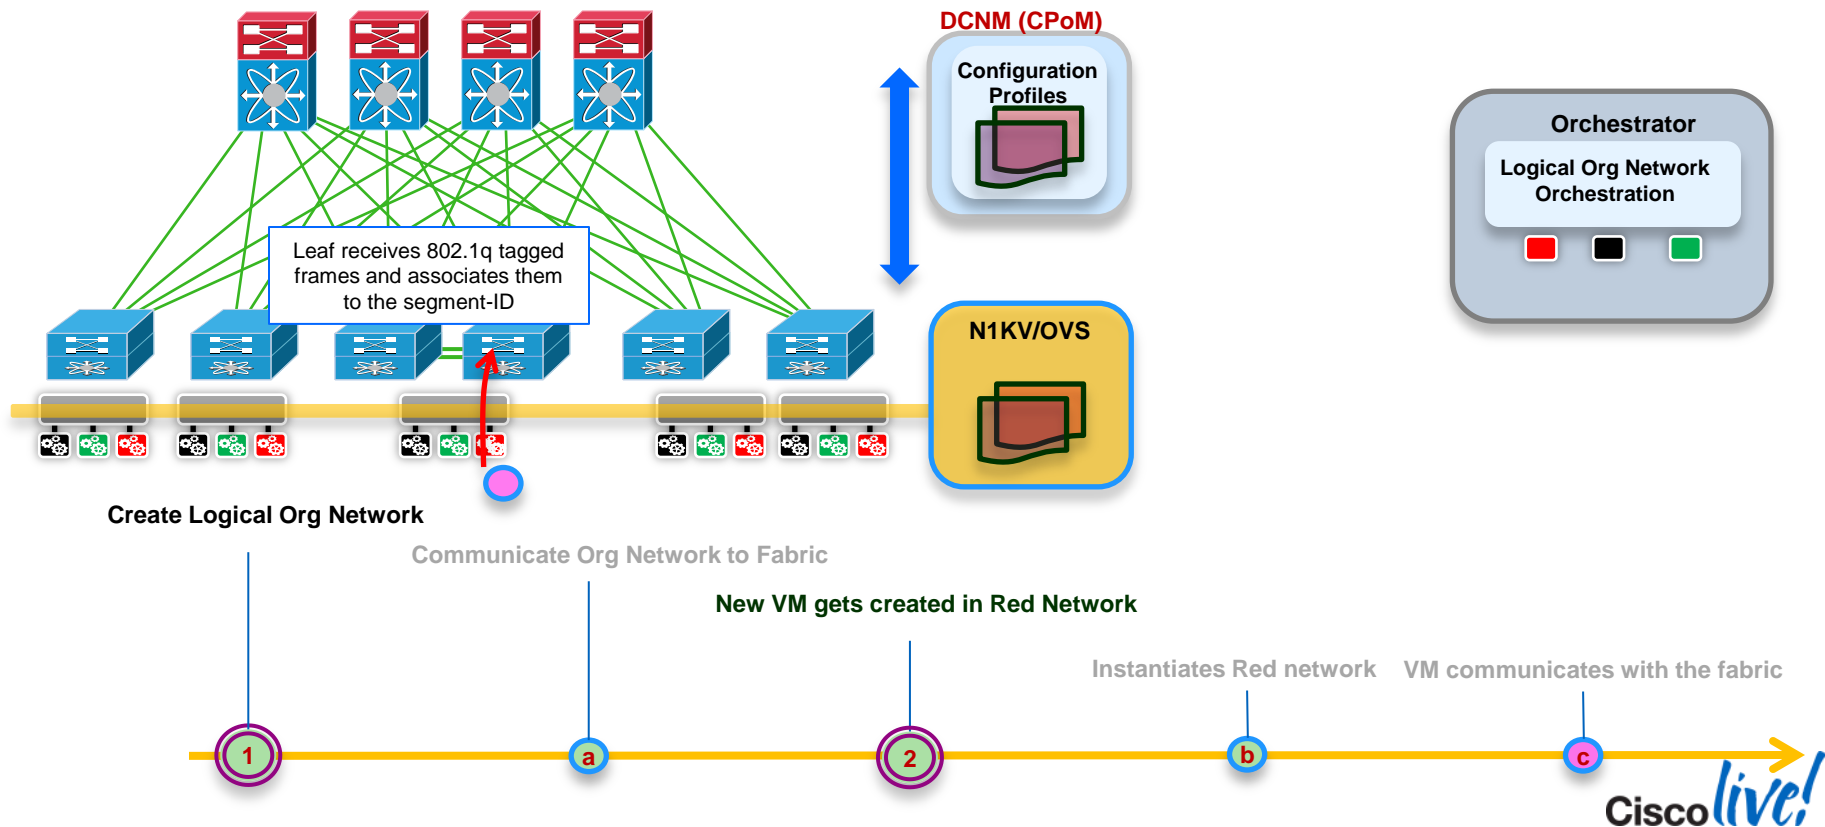 DCNM (CPoM)
Configuration
Profiles
Orchestrator
Logical Org Network
Orchestration
Leaf receives 802.1q tagged
frames and associates them
to the segment-ID
N1KV/OVS
Create Logical Org Network
Communicate Org Network to Fabric
New VM gets created in Red Network
Instantiates Red network
VM communicates with the fabric
1
a
2
b
c
Cisco live!